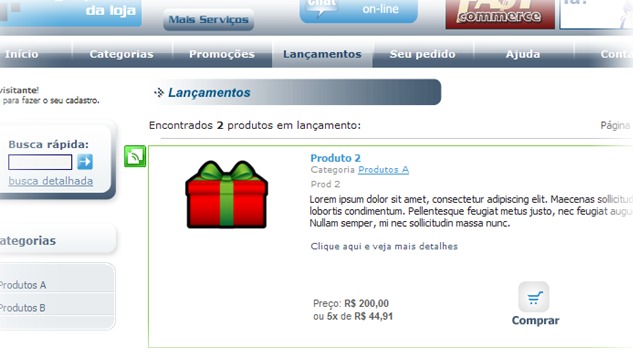 da loja
Mais Serviços
chat
on-line
commerce
Início
Categorias
Promoções
Lançamentos
Seu pedido
Ajuda
visitante!
para fazer o seu cadastro.
Lançamentos
Encontrados 2 produtos em lançamento:
Página
Busca rápida:
busca detalhada
Produto 2
Categoria Produtos A
Prod 2
Lorem ipsum dolor sit amet, consectetur adipiscing elit. Maecenas
lobortis condimentum. Pellentesque feugiat metus justo, nec feugiat
Nullam semper, mi nec sollicitudin massa nunc.
Clique aqui e veja mais detalhes
Produtos A
Produtos B
Preço: R$ 200,00
ou 5x de R$ 44,91
Comprar